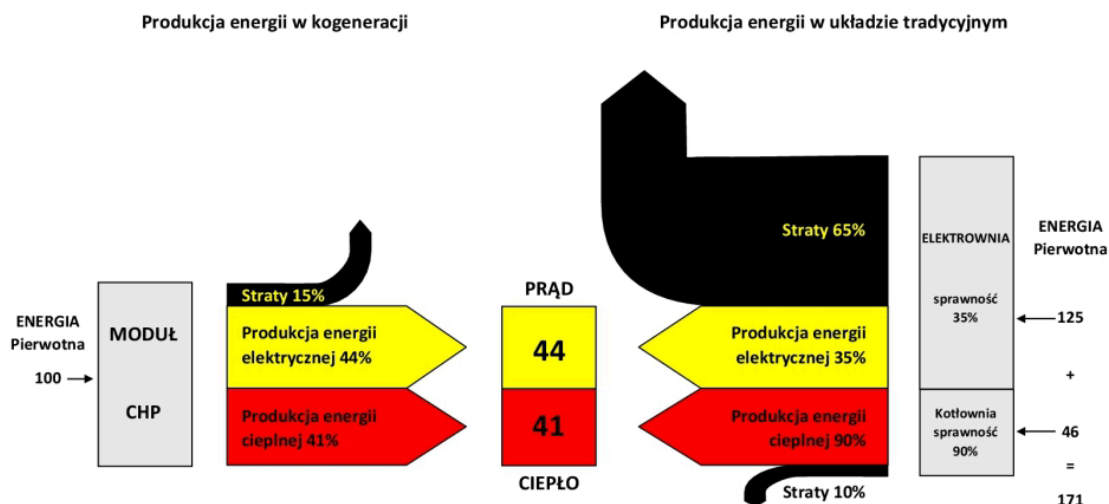 Produkcja energii w kogeneracji
Produkcja energii w układzie tradycyjnym
ENERGIA
Pierwotna
100
MODUŁ
CHP
Straty 15%
Produkcja energii
elektrycznej 44%
Produkcja energii
cieplnej 41%
PRĄD
44
41
CIEPŁO
Straty 65%
Produkcja energii
elektrycznej 35%
Produkcja energii
cieplnej 90%
Straty 10%
ELEKTROWNIA
sprawność
35%
Kotłownia
sprawność
90%
ENERGIA
Pierwotna
125
+
46
=
171